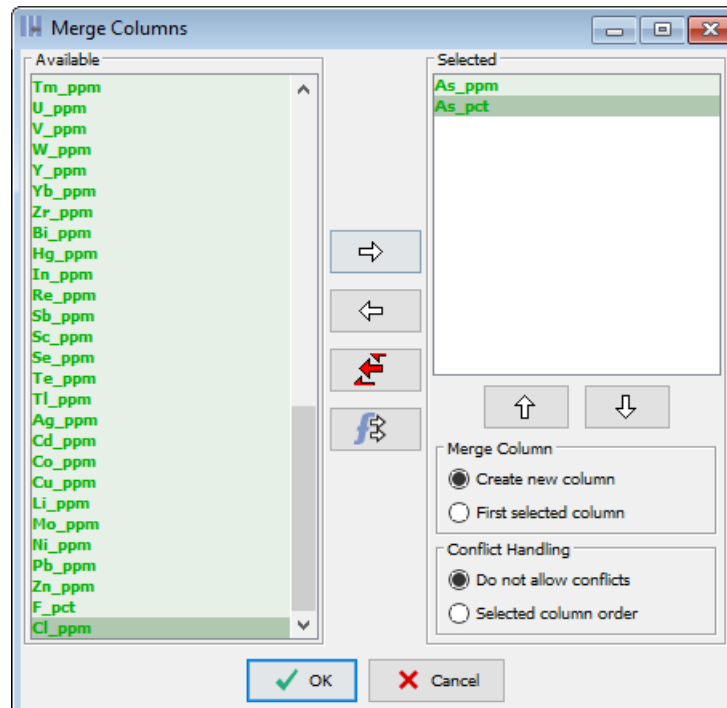 Merge Columns
Available
Tm_ppm
U_ppm
V_ppm
W_ppm
Y_ppm
Yb_ppm
Zr_ppm
Bi_ppm
Hg_ppm
In_ppm
Re_ppm
Sb_ppm
Sc_ppm
Se_ppm
Te_ppm
Tl_ppm
Ag_ppm
Cd_ppm
Co_ppm
Cu_ppm
Li_ppm
Mo_ppm
Ni_ppm
Pb_ppm
Zn_ppm
F_pct
Cl_ppm
Selected
As_ppm
As_pct
Merge Column
Create new column
First selected column
Conflict Handling
Do not allow conflicts
Selected column order
OK
Cancel